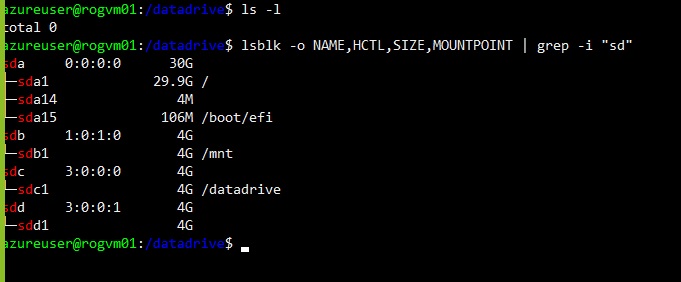 azureuser@rogvm01:/datadrive$ ls -l
total 0
azureuser@rogvm01:/datadrive$ lsblk -o NAME,HCTL,SIZE,MOUNTPOINT | grep -i "sd"
sda     0:0:0:0      30G
├─sda1             29.9G /
├─sda14               4M
└─sda15             106M /boot/efi
sdb     1:0:1:0       4G
└─sdb1                4G /mnt
sdc     3:0:0:0       4G
└─sdc1                4G /datadrive
sdd     3:0:0:1       4G
└─sdd1                4G
azureuser@rogvm01:/datadrive$